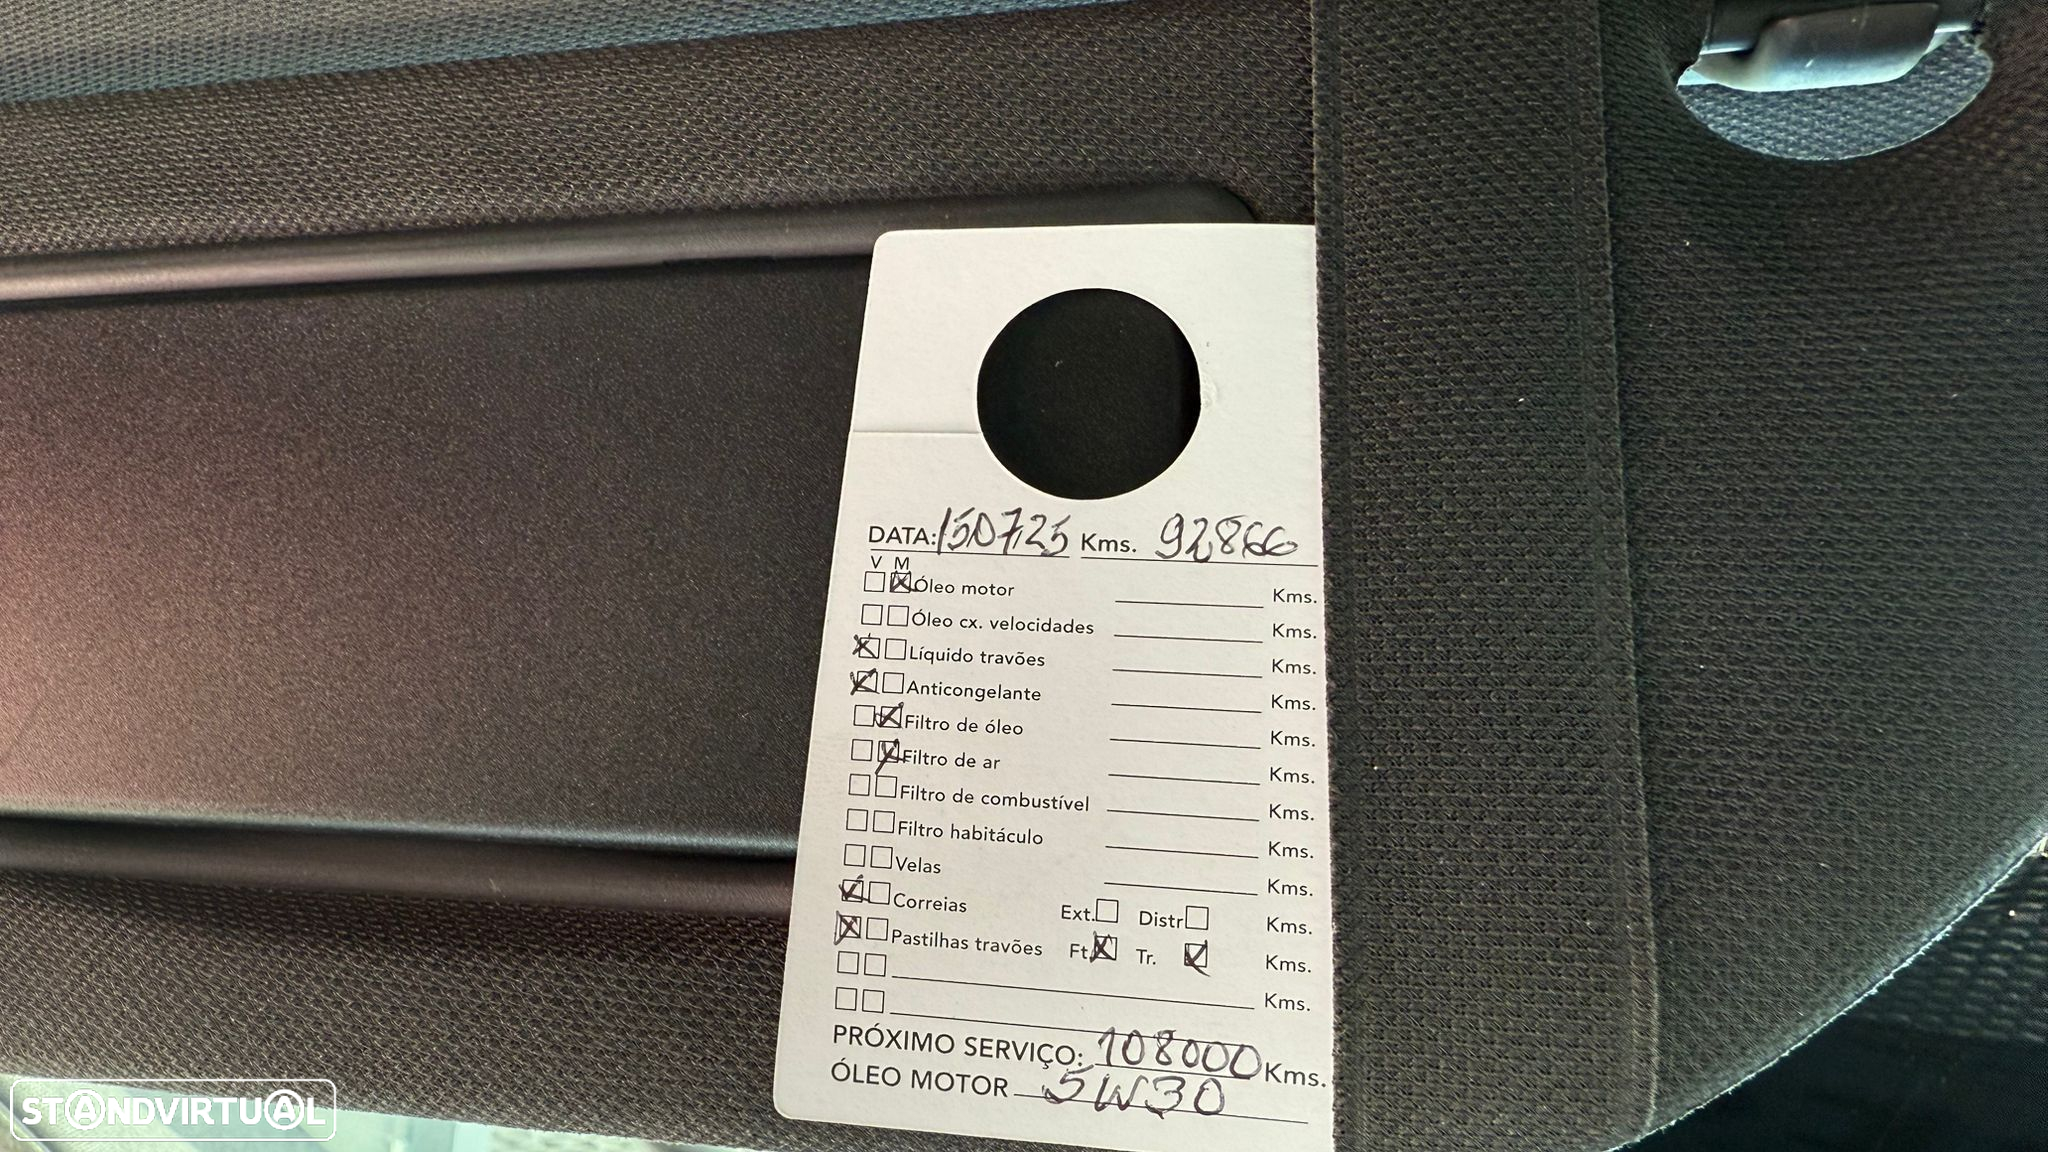 DATA: 150725 Kms. 92866
V M
Óleo motor Kms.
Óleo cx. velocidades Kms.
Líquido travões Kms.
Anticongelante Kms.
Filtro de óleo Kms.
Filtro de ar Kms.
Filtro de combustível Kms.
Filtro habitáculo Kms.
Velas Kms.
Correias Ext. Distr Kms.
Pastilhas travões Ft. Tr. Kms.
Kms.
PRÓXIMO SERVIÇO: 108000 Kms.
ÓLEO MOTOR 5W30
STANDVIRTUAL